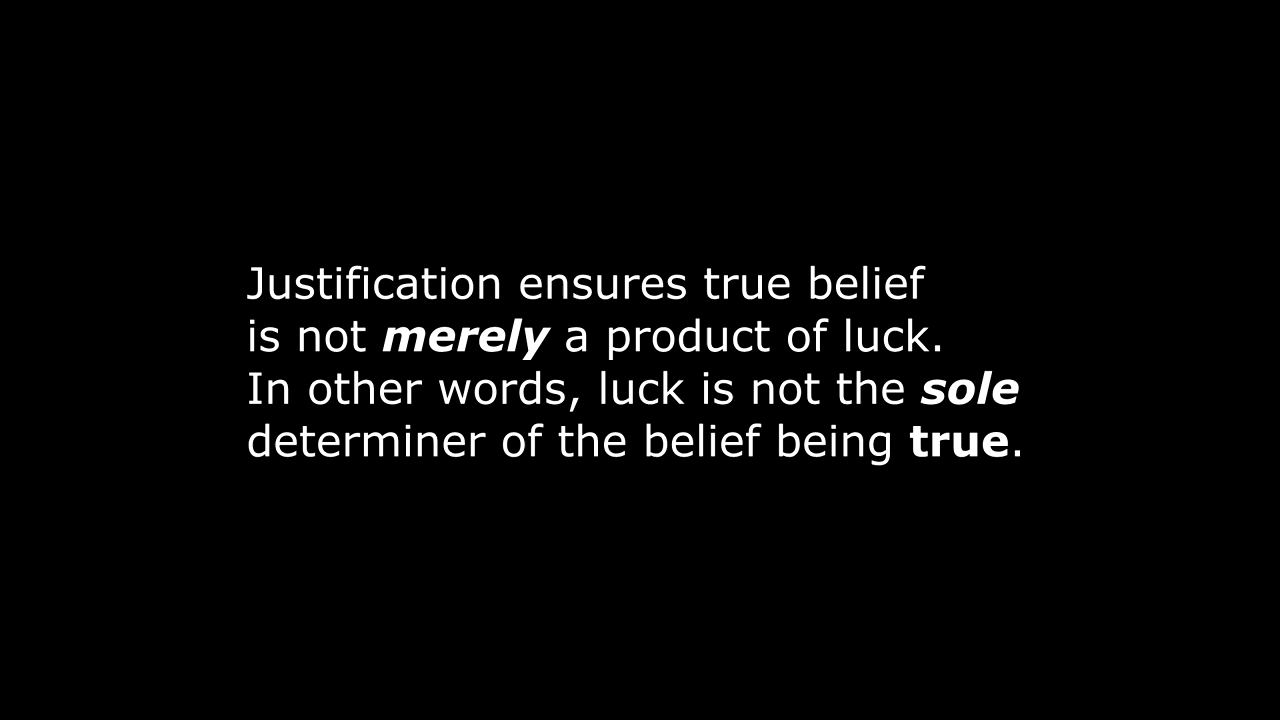 Justification ensures true belief
is not merely a product of luck.
In other words, luck is not the sole
determiner of the belief being true.